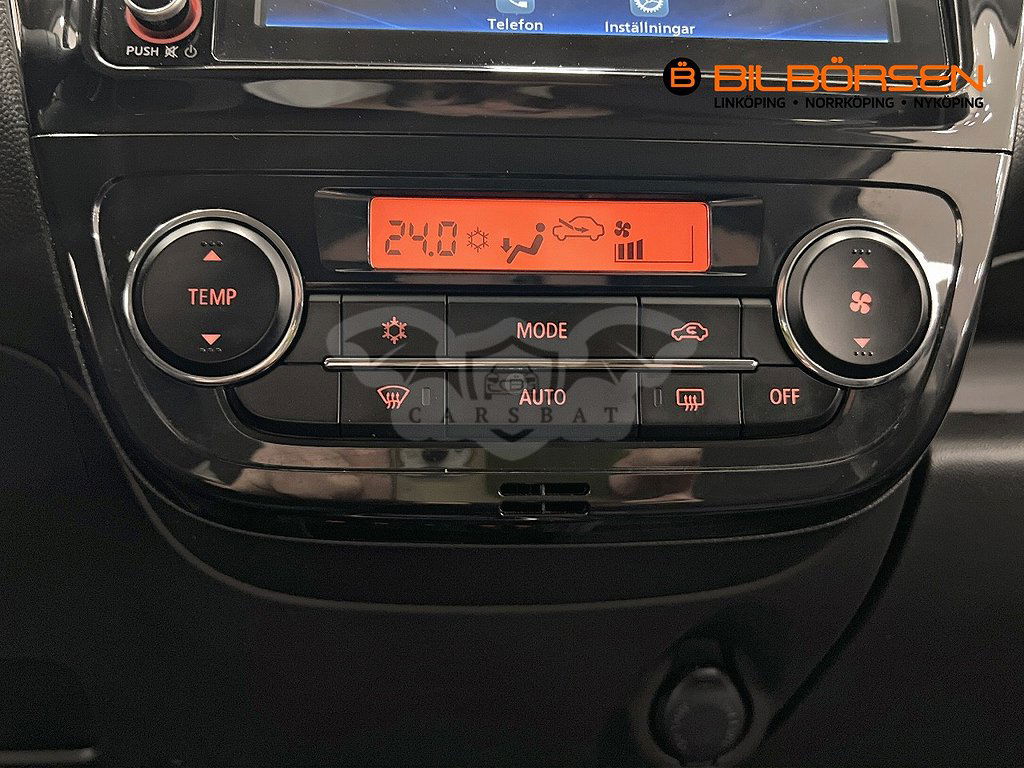 Telefon Inställningar
PUSH
BILBÖRSEN
LINKÖPING • NORRKÖPING • NYKÖPING
24.0
TEMP
MODE
AUTO
OFF
CARSBAT